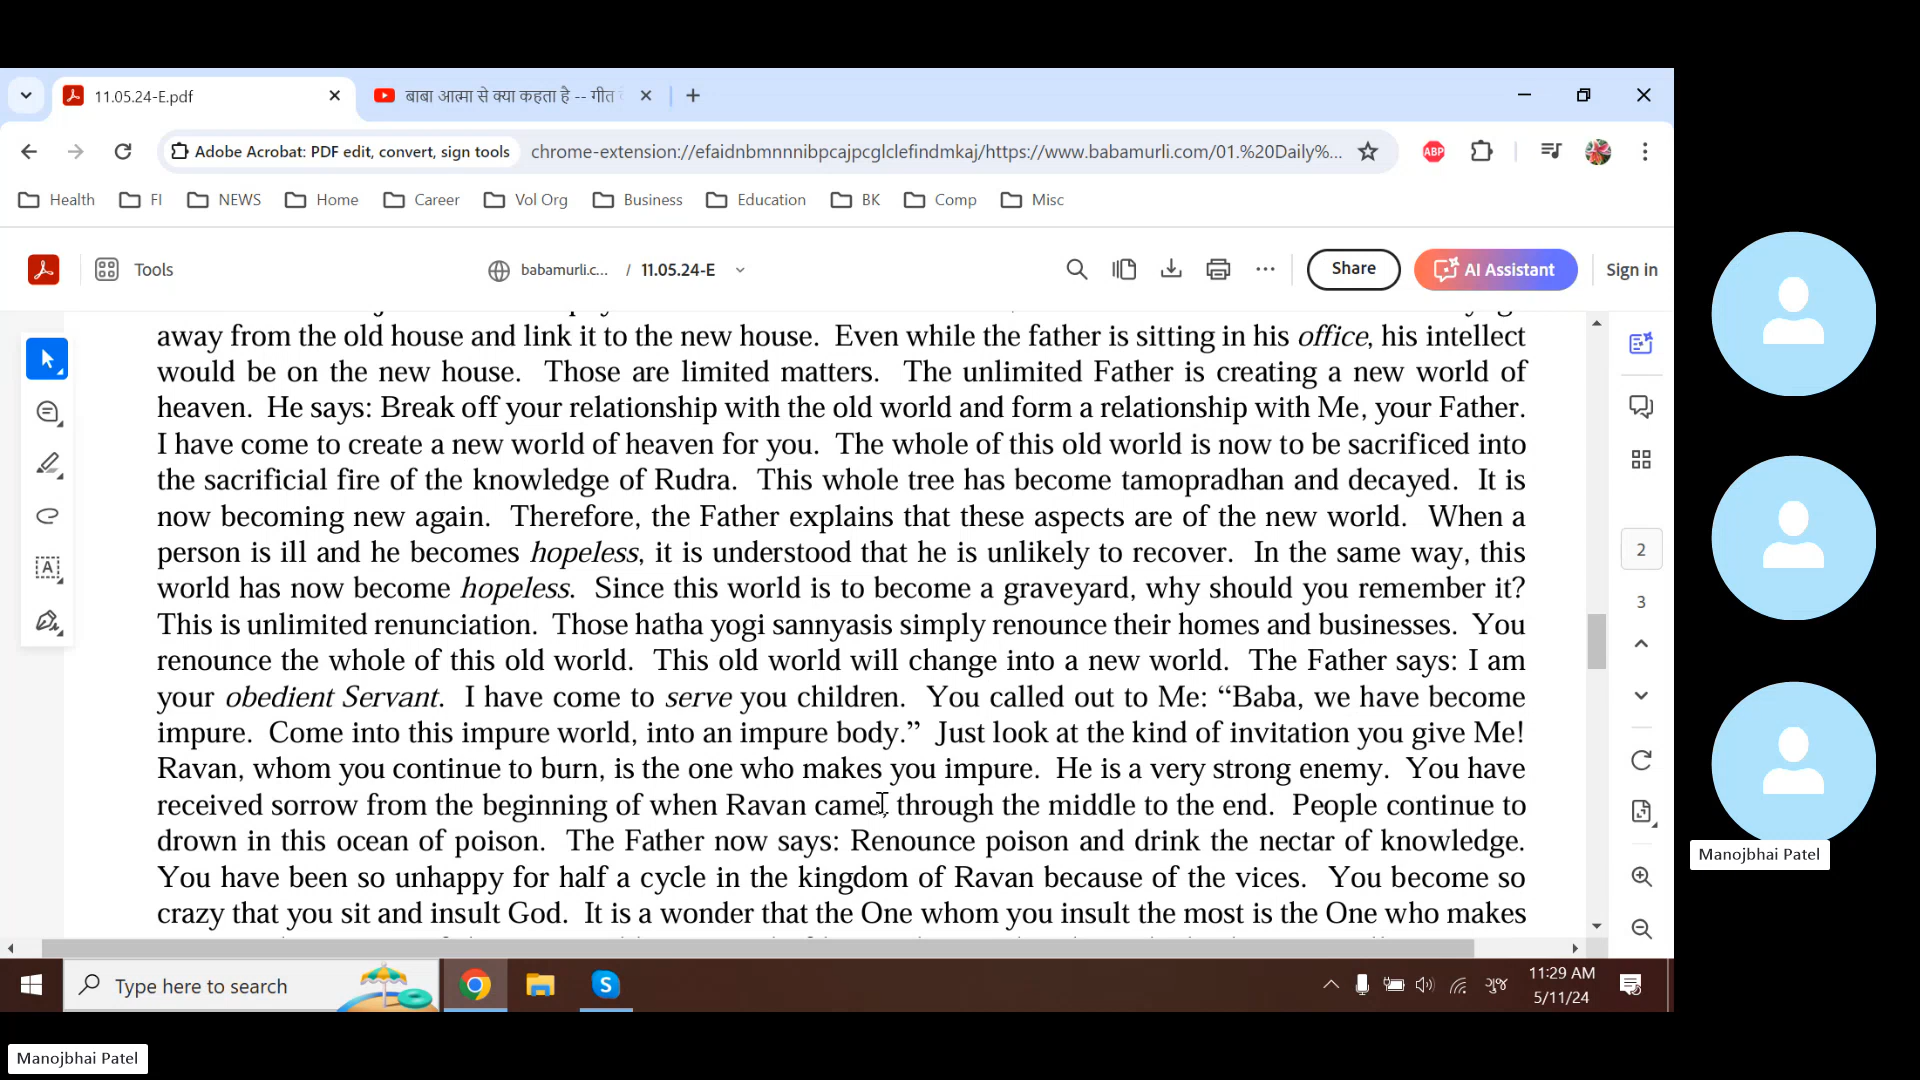 11.05.24-E.pdf
बाबा आत्मा से क्या कहता है -- गीत
Adobe Acrobat: PDF edit, convert, sign tools
chrome-extension://efaidnbmnnnibpcajpcglclefindmkaj/https://www.babamurli.com/01.%20Daily%...
ABP
Health
FI
NEWS
Home
Career
Vol Org
Business
Education
BK
Comp
Misc
Tools
babamurli.c... / 11.05.24-E
Share
AI Assistant
Sign in
away from the old house and link it to the new house. Even while the father is sitting in his office, his intellect
would be on the new house. Those are limited matters. The unlimited Father is creating a new world of
heaven. He says: Break off your relationship with the old world and form a relationship with Me, your Father.
I have come to create a new world of heaven for you. The whole of this old world is now to be sacrificed into
the sacrificial fire of the knowledge of Rudra. This whole tree has become tamopradhan and decayed. It is
now becoming new again. Therefore, the Father explains that these aspects are of the new world. When a
person is ill and he becomes hopeless, it is understood that he is unlikely to recover. In the same way, this
world has now become hopeless. Since this world is to become a graveyard, why should you remember it?
This is unlimited renunciation. Those hatha yogi sannyasis simply renounce their homes and businesses. You
renounce the whole of this old world. This old world will change into a new world. The Father says: I am
your obedient Servant. I have come to serve you children. You called out to Me: “Baba, we have become
impure. Come into this impure world, into an impure body.” Just look at the kind of invitation you give Me!
Ravan, whom you continue to burn, is the one who makes you impure. He is a very strong enemy. You have
received sorrow from the beginning of when Ravan came, through the middle to the end. People continue to
drown in this ocean of poison. The Father now says: Renounce poison and drink the nectar of knowledge.
You have been so unhappy for half a cycle in the kingdom of Ravan because of the vices. You become so
crazy that you sit and insult God. It is a wonder that the One whom you insult the most is the One who makes
2
3
Type here to search
S
ગુજ
11:29 AM
5/11/24
Manojbhai Patel
Manojbhai Patel